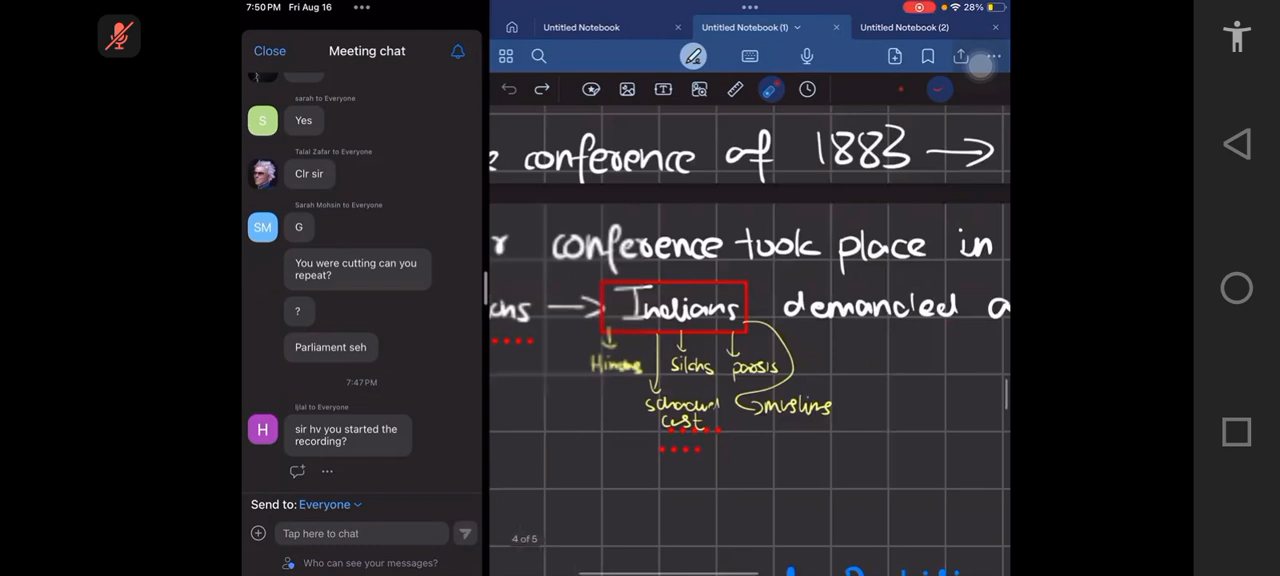 7:50 PM Fri Aug 16
28%
Close Meeting chat
sarah to Everyone
S Yes
Talal Zafar to Everyone
Clr sir
Sarah Mohsin to Everyone
SM G
You were cutting can you
repeat?
?
Parliament seh
7:47 PM
Ijlal to Everyone
H sir hv you started the
recording?
Send to: Everyone
Tap here to chat
Who can see your messages?
Untitled Notebook
Untitled Notebook (1)
Untitled Notebook (2)
conference of 1883 →
r conference took place in
→ Indians demanded a
Sikhs parsis
cast muslims
4 of 5